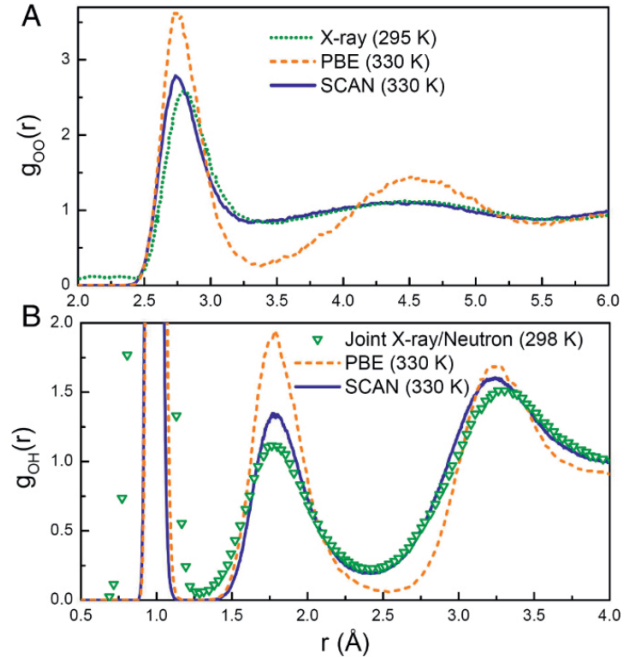 A
X-ray (295 K)
PBE (330 K)
SCAN (330 K)
gOO(r)
3
2
1
0
2.0 2.5 3.0 3.5 4.0 4.5 5.0 5.5 6.0
B
Joint X-ray/Neutron (298 K)
PBE (330 K)
SCAN (330 K)
gOH(r)
2.0
1.5
1.0
0.5
0.0
0.5 1.0 1.5 2.0 2.5 3.0 3.5 4.0
r (Å)